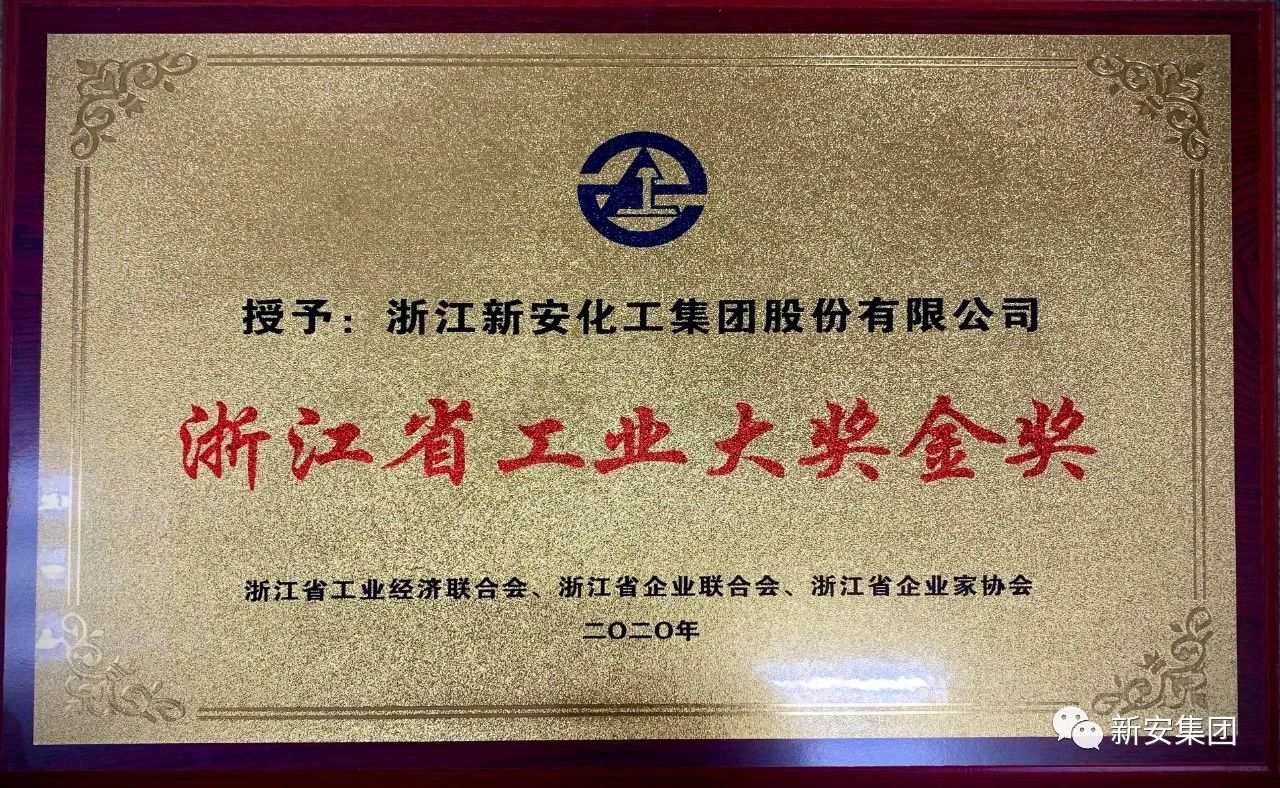 授予：浙江新安化工集团股份有限公司
浙江省工业大奖金奖
浙江省工业经济联合会、浙江省企业联合会、浙江省企业家协会
二〇二〇年
新安集团